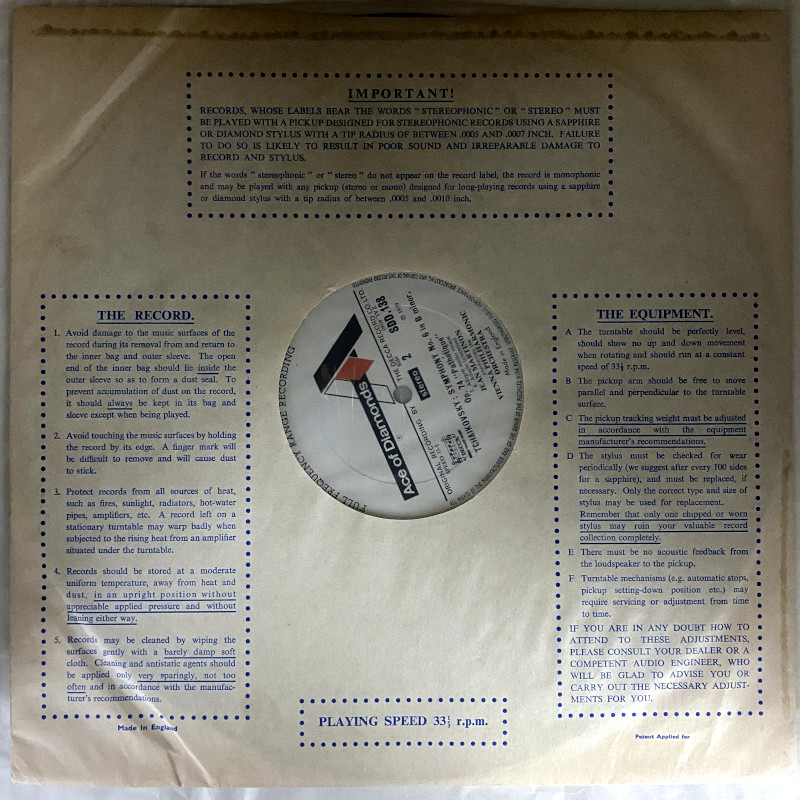 IMPORTANT!
RECORDS, WHOSE LABELS BEAR THE WORDS "STEREOPHONIC" OR "STEREO" MUST
BE PLAYED WITH A PICKUP DESIGNED FOR STEREOPHONIC RECORDS USING A SAPPHIRE
OR DIAMOND STYLUS WITH A TIP RADIUS OF BETWEEN .0005 AND .0007 INCH. FAILURE
TO DO SO IS LIKELY TO RESULT IN POOR SOUND AND IRREPARABLE DAMAGE TO
RECORD AND STYLUS.
If the words "stereophonic" or "stereo" do not appear on the record label, the record is monophonic
and may be played with any pickup (stereo or mono) designed for long-playing records using a sapphire
or diamond stylus with a tip radius of between .0005 and .0010 inch.
THE RECORD.
1. Avoid damage to the music surfaces of the
record during its removal from and return to
the inner bag and outer sleeve. The open
end of the inner bag should lie inside the
outer sleeve so as to form a dust seal. To
prevent accumulation of dust on the record,
it should always be kept in its bag and
sleeve except when being played.
2. Avoid touching the music surfaces by holding
the record by its edge. A finger mark will
be difficult to remove and will cause dust
to stick.
3. Protect records from all sources of heat,
such as fires, sunlight, radiators, hot-water
pipes, amplifiers, etc. A record left on a
stationary turntable may warp badly when
subjected to the rising heat from an amplifier
situated under the turntable.
4. Records should be stored at a moderate
uniform temperature, away from heat and
dust, in an upright position without
appreciable applied pressure and without
leaning either way.
5. Records may be cleaned by wiping the
surfaces gently with a barely damp soft
cloth. Cleaning and antistatic agents should
be applied only very sparingly, not too
often and in accordance with the manufac-
turer's recommendations.
Made in England
FULL FREQUENCY RANGE RECORDING
Ace of Diamonds
stereo
ORIGINAL RECORDING BY
THE DECCA RECORD CO LTD
SDD.138
2
TCHAIKOVSKY: SYMPHONY No. 6 in B minor,
Op. 74 "Pathetique"
VIENNA PHILHARMONIC
ORCHESTRA
JEAN MARTINON
Made in England
THE EQUIPMENT.
A The turntable should be perfectly level,
should show no up and down movement
when rotating and should run at a constant
speed of 33⅓ r.p.m.
B The pickup arm should be free to move
parallel and perpendicular to the turntable
surface.
C The pickup tracking weight must be adjusted
in accordance with the equipment
manufacturer's recommendations.
D The stylus must be checked for wear
periodically (we suggest after every 100 sides
for a sapphire), and must be replaced, if
necessary. Only the correct type and size of
stylus may be used for replacement.
Remember that only one chipped or worn
stylus may ruin your valuable record
collection completely.
E There must be no acoustic feedback from
the loudspeaker to the pickup.
F Turntable mechanisms (e.g. automatic stops,
pickup setting-down position etc.) may
require servicing or adjustment from time
to time.
IF YOU ARE IN ANY DOUBT HOW TO
ATTEND TO THESE ADJUSTMENTS,
PLEASE CONSULT YOUR DEALER OR A
COMPETENT AUDIO ENGINEER, WHO
WILL BE GLAD TO ADVISE YOU OR
CARRY OUT THE NECESSARY ADJUST-
MENTS FOR YOU.
Patent Applied for
PLAYING SPEED 33⅓ r.p.m.